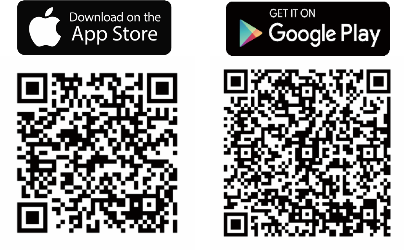 Download on the
App Store
GET IT ON
Google Play